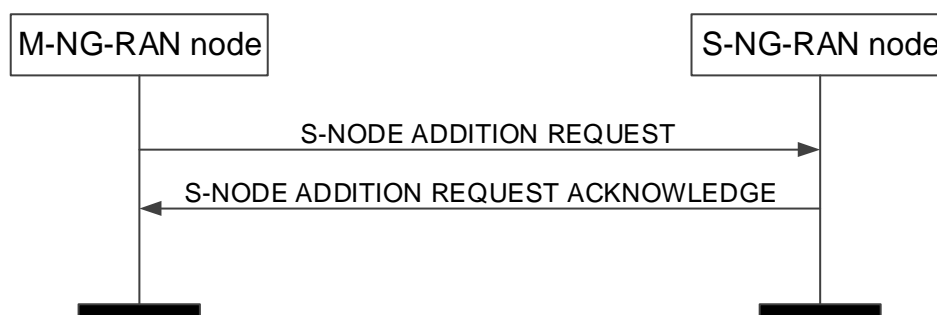 M-NG-RAN node
S-NG-RAN node
S-NODE ADDITION REQUEST
S-NODE ADDITION REQUEST ACKNOWLEDGE